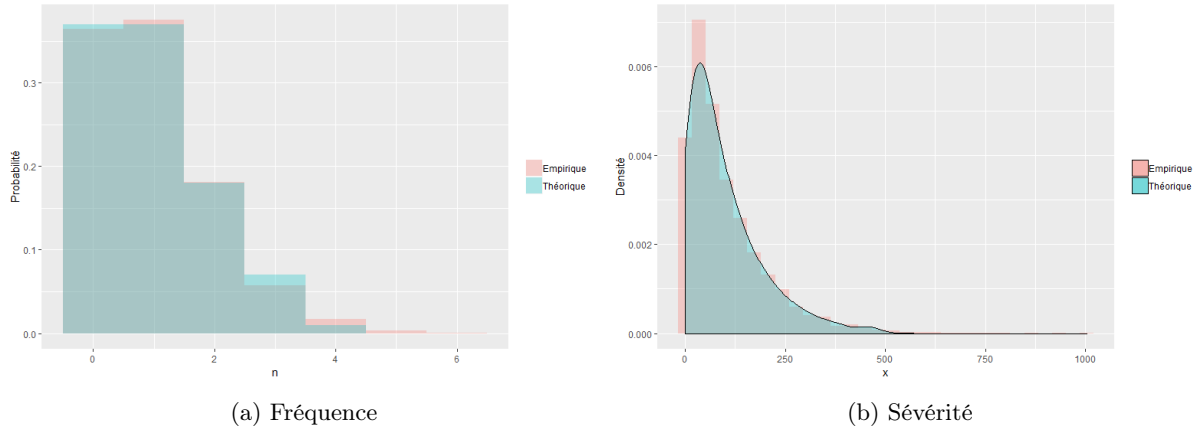 Probabilité
0.3
0.2
0.1
0.0
0
2
4
6
n
Empirique
Théorique
(a) Fréquence
Densité
0.006
0.004
0.002
0.000
0
250
500
750
1000
x
Empirique
Théorique
(b) Sévérité